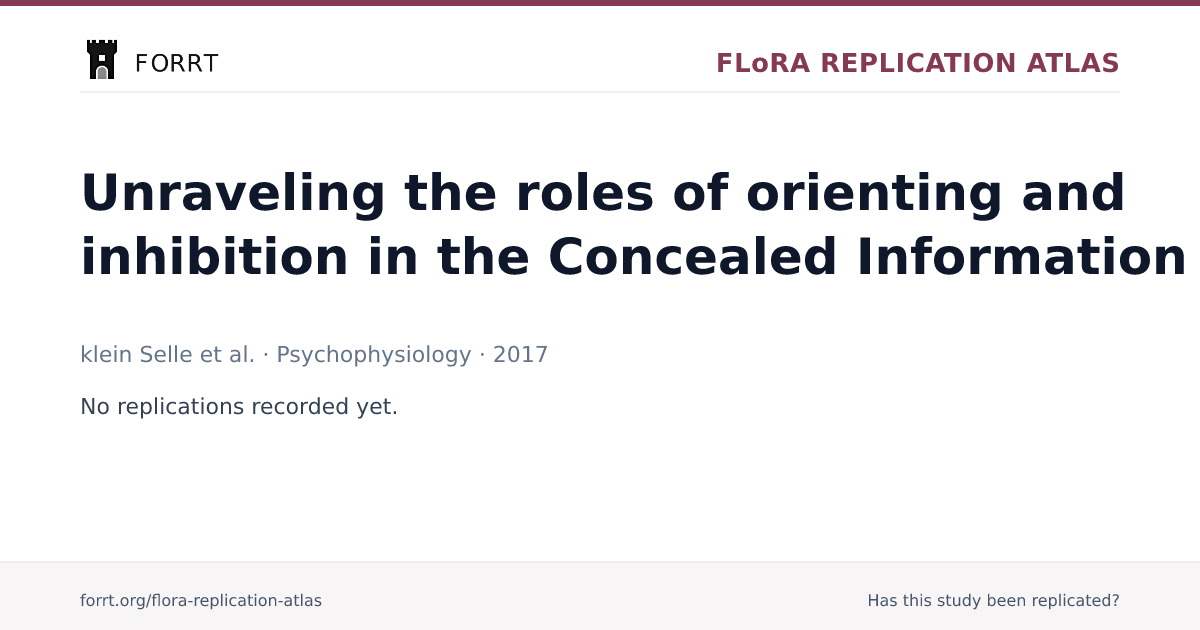 FORRT
FLoRA REPLICATION ATLAS
Unraveling the roles of orienting and
inhibition in the Concealed Information
klein Selle et al. · Psychophysiology · 2017
No replications recorded yet.
forrt.org/flora-replication-atlas
Has this study been replicated?